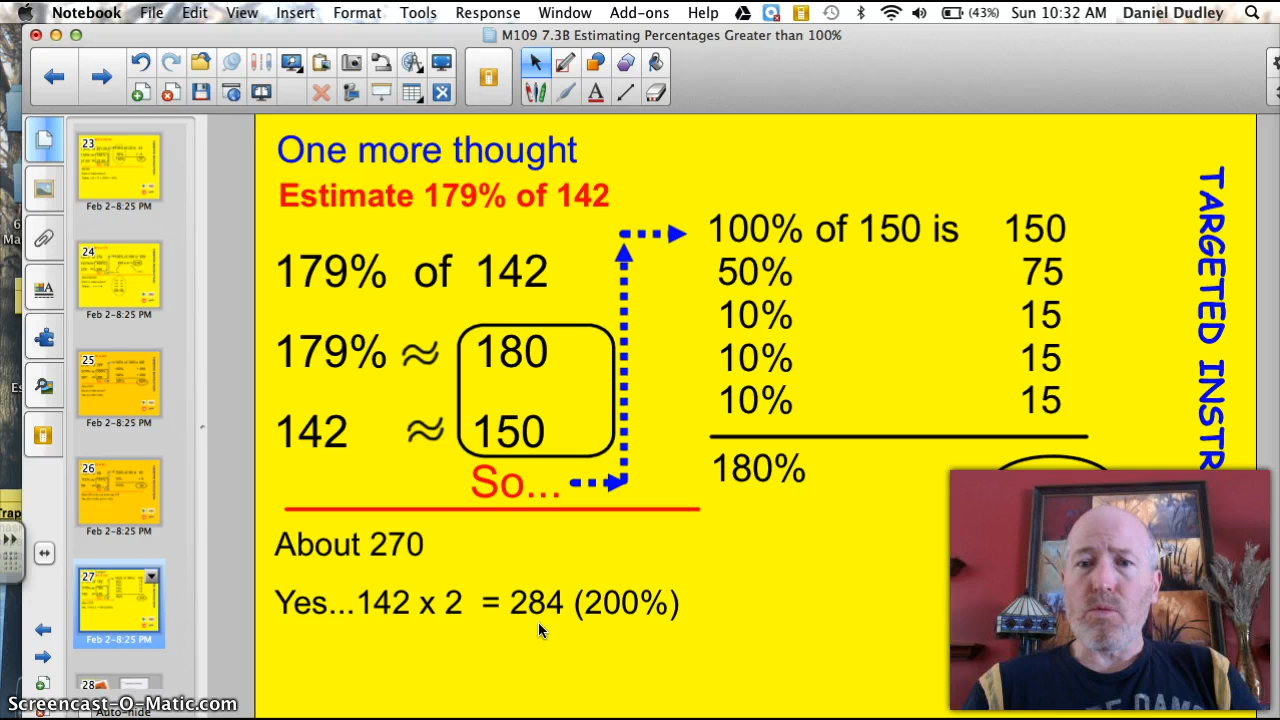 Notebook File Edit View Insert Format Tools Response Window Add-ons Help (43%) Sun 10:32 AM Daniel Dudley
M109 7.3B Estimating Percentages Greater than 100%
One more thought
Estimate 179% of 142
179% of 142
179% ≈ 180
142 ≈ 150
So...
100% of 150 is 150
50% 75
10% 15
10% 15
10% 15
180%
About 270
Yes...142 x 2 = 284 (200%)
TARGETED INSTR
23
Feb 2-8:25 PM
24
Feb 2-8:25 PM
25
Feb 2-8:25 PM
26
Feb 2-8:25 PM
27
Feb 2-8:25 PM
28
Auto-hide
Trap
Screencast-O-Matic.com